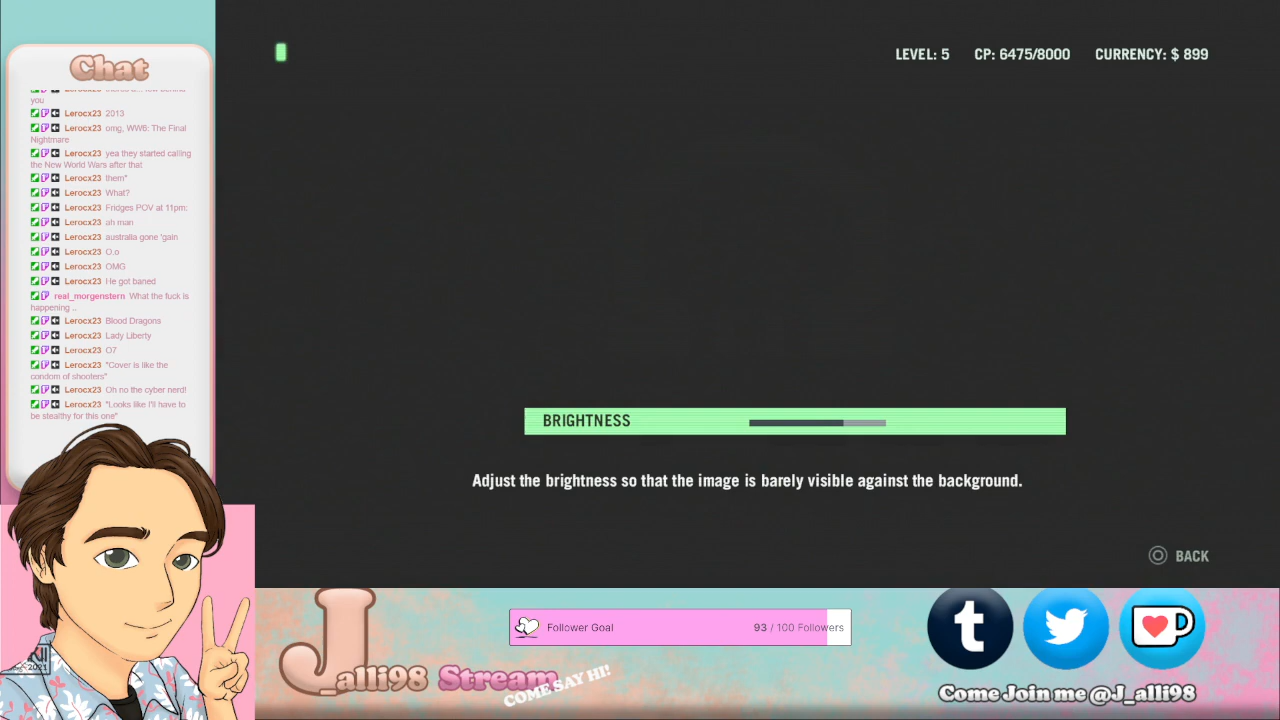 Chat
you
Lerocx23 2013
Lerocx23 omg, WW6: The Final
Nightmare
Lerocx23 yea they started calling
the New World Wars after that
Lerocx23 them*
Lerocx23 What?
Lerocx23 Fridges POV at 11pm:
Lerocx23 ah man
Lerocx23 australia gone 'gain
Lerocx23 O.o
Lerocx23 OMG
Lerocx23 He got baned
real_morgenstern What the fuck is
happening ..
Lerocx23 Blood Dragons
Lerocx23 Lady Liberty
Lerocx23 O7
Lerocx23 "Cover is like the
condom of shooters"
Lerocx23 Oh no the cyber nerd!
Lerocx23 "Looks like I'll have to
be stealthy for this one"
LEVEL: 5 CP: 6475/8000 CURRENCY: $ 899
BRIGHTNESS
Adjust the brightness so that the image is barely visible against the background.
BACK
2021
J_alli98 Stream
COME SAY HI!
Follower Goal 93 / 100 Followers
t
Come Join me @J_alli98